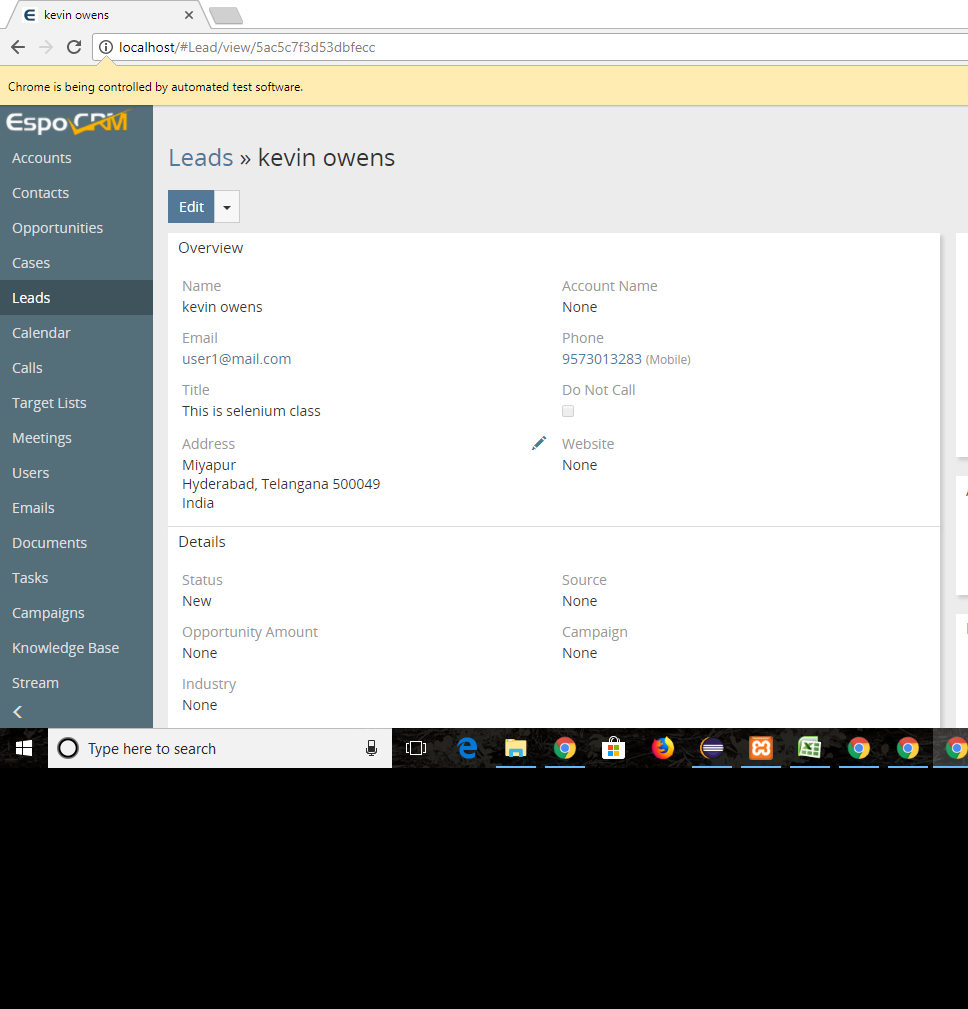 kevin owens
localhost/#Lead/view/5ac5c7f3d53dbfecc
Chrome is being controlled by automated test software.
EspoCRM
Accounts
Contacts
Opportunities
Cases
Leads
Calendar
Calls
Target Lists
Meetings
Users
Emails
Documents
Tasks
Campaigns
Knowledge Base
Stream
Leads » kevin owens
Edit
Overview
Name
kevin owens
Account Name
None
Email
user1@mail.com
Phone
9573013283 (Mobile)
Title
This is selenium class
Do Not Call
Address
Miyapur
Hyderabad, Telangana 500049
India
Website
None
Details
Status
New
Source
None
Opportunity Amount
None
Campaign
None
Industry
None
Type here to search